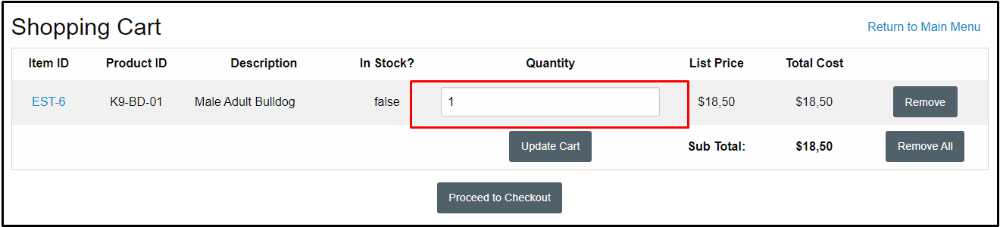 Shopping Cart
Return to Main Menu
Item ID Product ID Description In Stock? Quantity List Price Total Cost
EST-6 K9-BD-01 Male Adult Bulldog false 1 $18,50 $18,50 Remove
Update Cart Sub Total: $18,50 Remove All
Proceed to Checkout